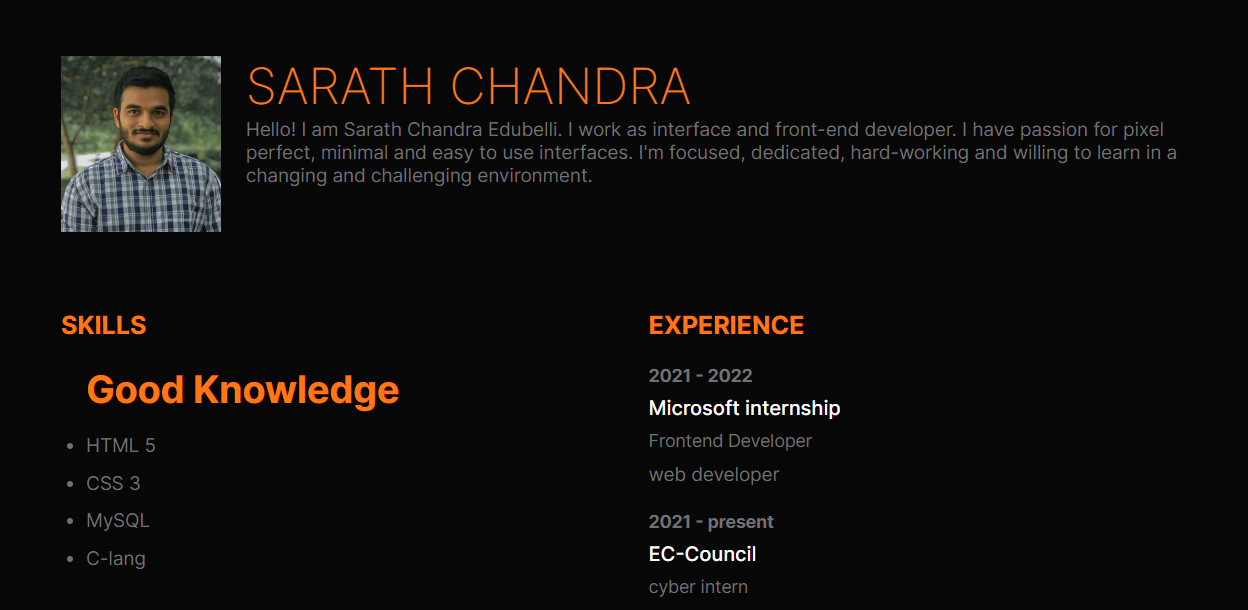 SARATH CHANDRA
Hello! I am Sarath Chandra Edubelli. I work as interface and front-end developer. I have passion for pixel
perfect, minimal and easy to use interfaces. I'm focused, dedicated, hard-working and willing to learn in a
changing and challenging environment.
SKILLS
Good Knowledge
HTML 5
CSS 3
MySQL
C-lang
EXPERIENCE
2021 - 2022
Microsoft internship
Frontend Developer
web developer
2021 - present
EC-Council
cyber intern